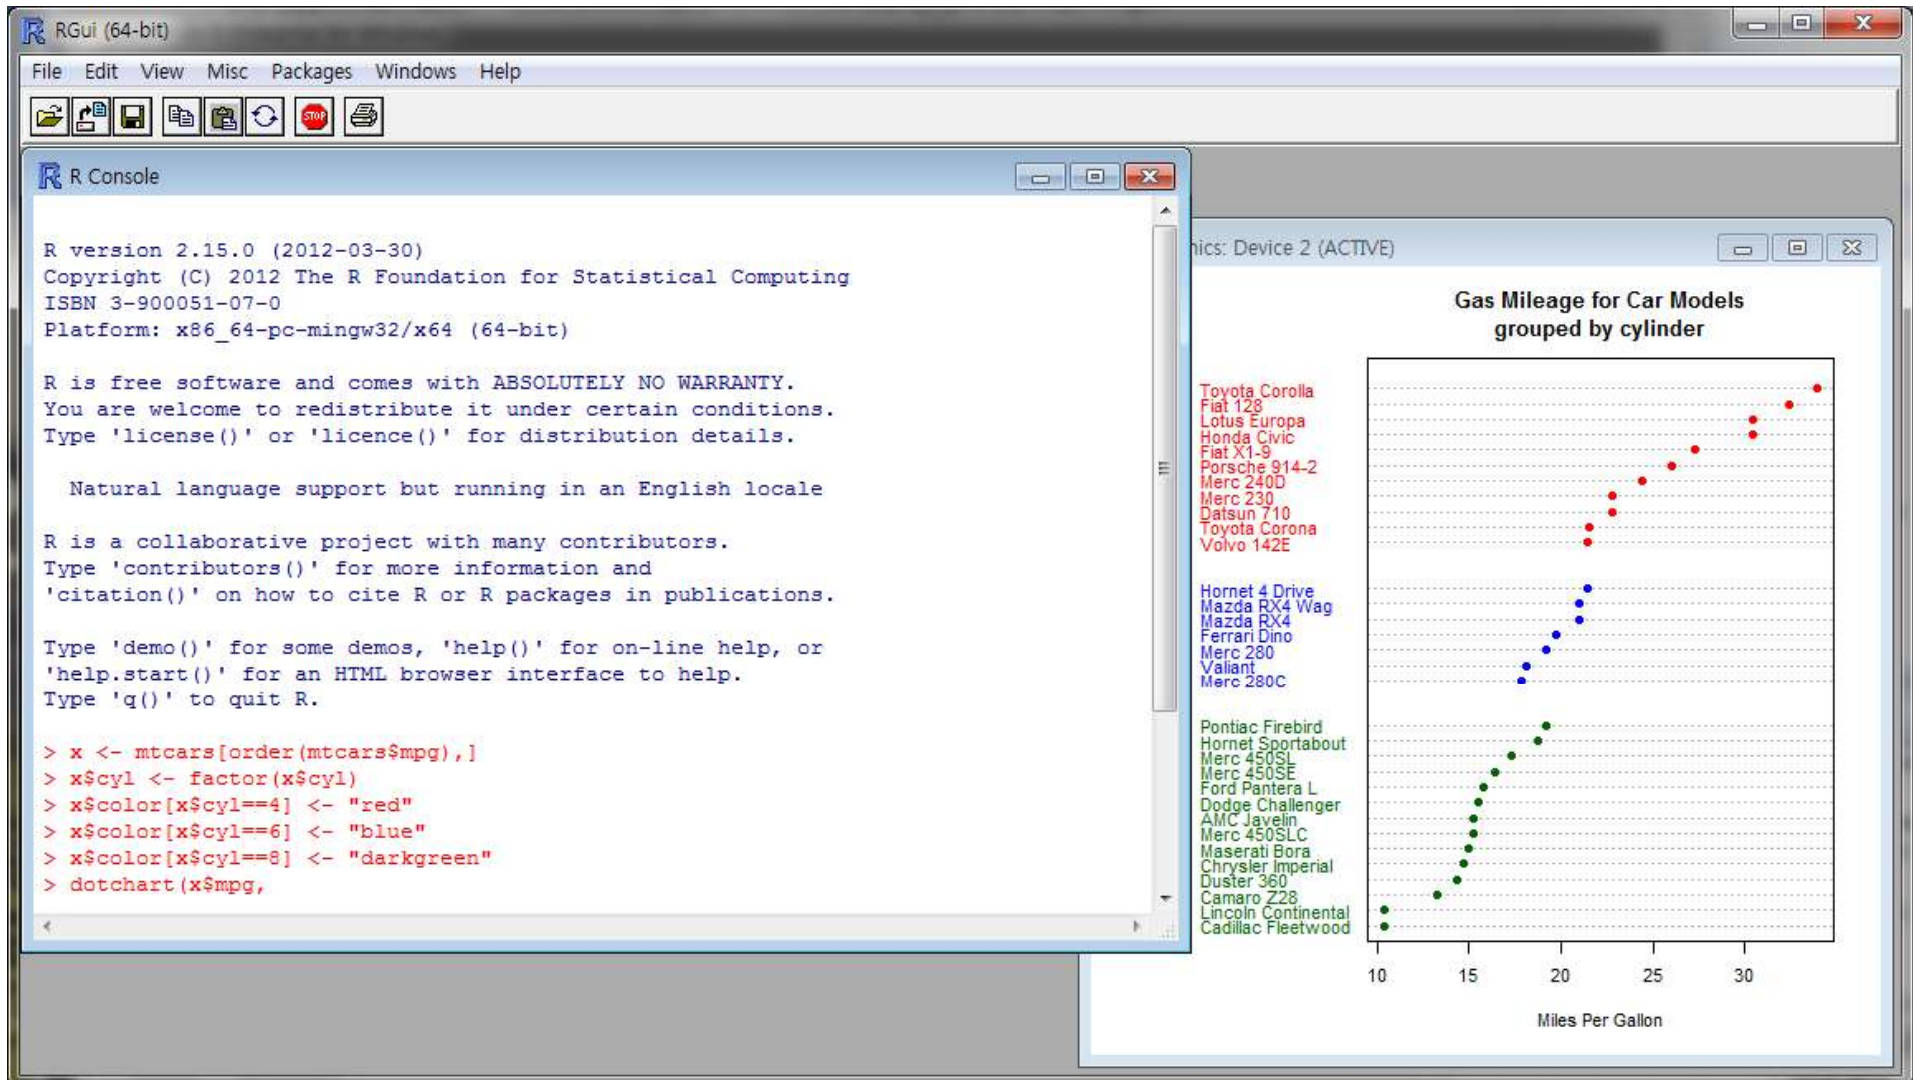 RGui (64-bit)
File Edit View Misc Packages Windows Help
STOP
R Console
R version 2.15.0 (2012-03-30)
Copyright (C) 2012 The R Foundation for Statistical Computing
ISBN 3-900051-07-0
Platform: x86_64-pc-mingw32/x64 (64-bit)
R is free software and comes with ABSOLUTELY NO WARRANTY.
You are welcome to redistribute it under certain conditions.
Type 'license()' or 'licence()' for distribution details.
Natural language support but running in an English locale
R is a collaborative project with many contributors.
Type 'contributors()' for more information and
'citation()' on how to cite R or R packages in publications.
Type 'demo()' for some demos, 'help()' for on-line help, or
'help.start()' for an HTML browser interface to help.
Type 'q()' to quit R.
> x <- mtcars[order(mtcars$mpg),]
> x$cyl <- factor(x$cyl)
> x$color[x$cyl==4] <- "red"
> x$color[x$cyl==6] <- "blue"
> x$color[x$cyl==8] <- "darkgreen"
> dotchart(x$mpg,
nics: Device 2 (ACTIVE)
Gas Mileage for Car Models
grouped by cylinder
Toyota Corolla
Fiat 128
Lotus Europa
Honda Civic
Fiat X1-9
Porsche 914-2
Merc 240D
Merc 230
Datsun 710
Toyota Corona
Volvo 142E
Hornet 4 Drive
Mazda RX4 Wag
Mazda RX4
Ferrari Dino
Merc 280
Valiant
Merc 280C
Pontiac Firebird
Hornet Sportabout
Merc 450SL
Merc 450SE
Ford Pantera L
Dodge Challenger
AMC Javelin
Merc 450SLC
Maserati Bora
Chrysler Imperial
Duster 360
Camaro Z28
Lincoln Continental
Cadillac Fleetwood
10 15 20 25 30
Miles Per Gallon